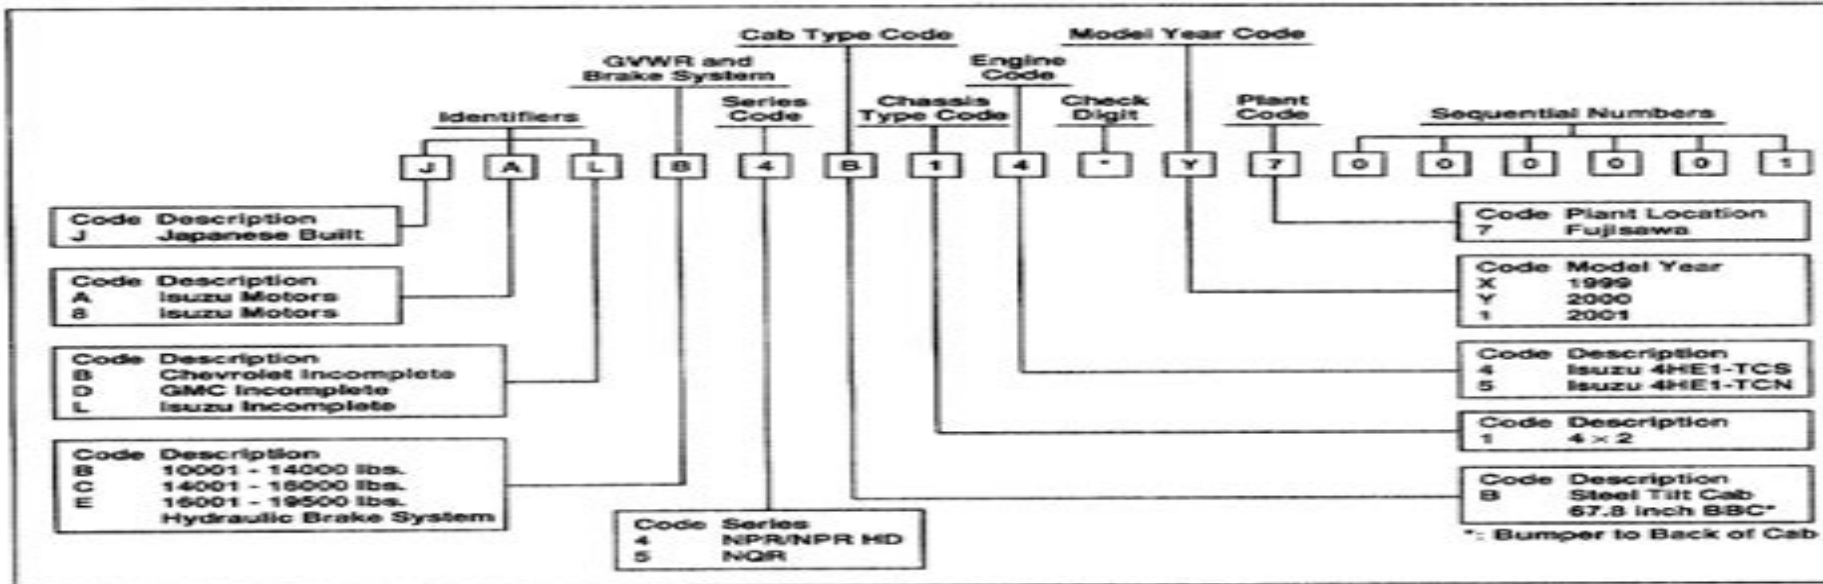 Cab Type Code
Model Year Code
GVWR and
Brake System
Engine
Code
Series
Code
Chassis
Type Code
Check
Digit
Plant
Code
Identifiers
Sequential Numbers
J A L B 4 B 1 4 * Y 7 0 0 0 0 0 1
Code Description
J Japanese Built
Code Description
A Isuzu Motors
8 Isuzu Motors
Code Description
B Chevrolet Incomplete
D GMC Incomplete
L Isuzu Incomplete
Code Description
B 10001 - 14000 lbs.
C 14001 - 16000 lbs.
E 16001 - 19500 lbs.
Hydraulic Brake System
Code Series
4 NPR/NPR HD
5 NQR
Code Plant Location
7 Fujisawa
Code Model Year
X 1999
Y 2000
1 2001
Code Description
4 Isuzu 4HE1-TCS
5 Isuzu 4HE1-TCN
Code Description
1 4 × 2
Code Description
B Steel Tilt Cab
67.8 inch BBC*
*: Bumper to Back of Cab